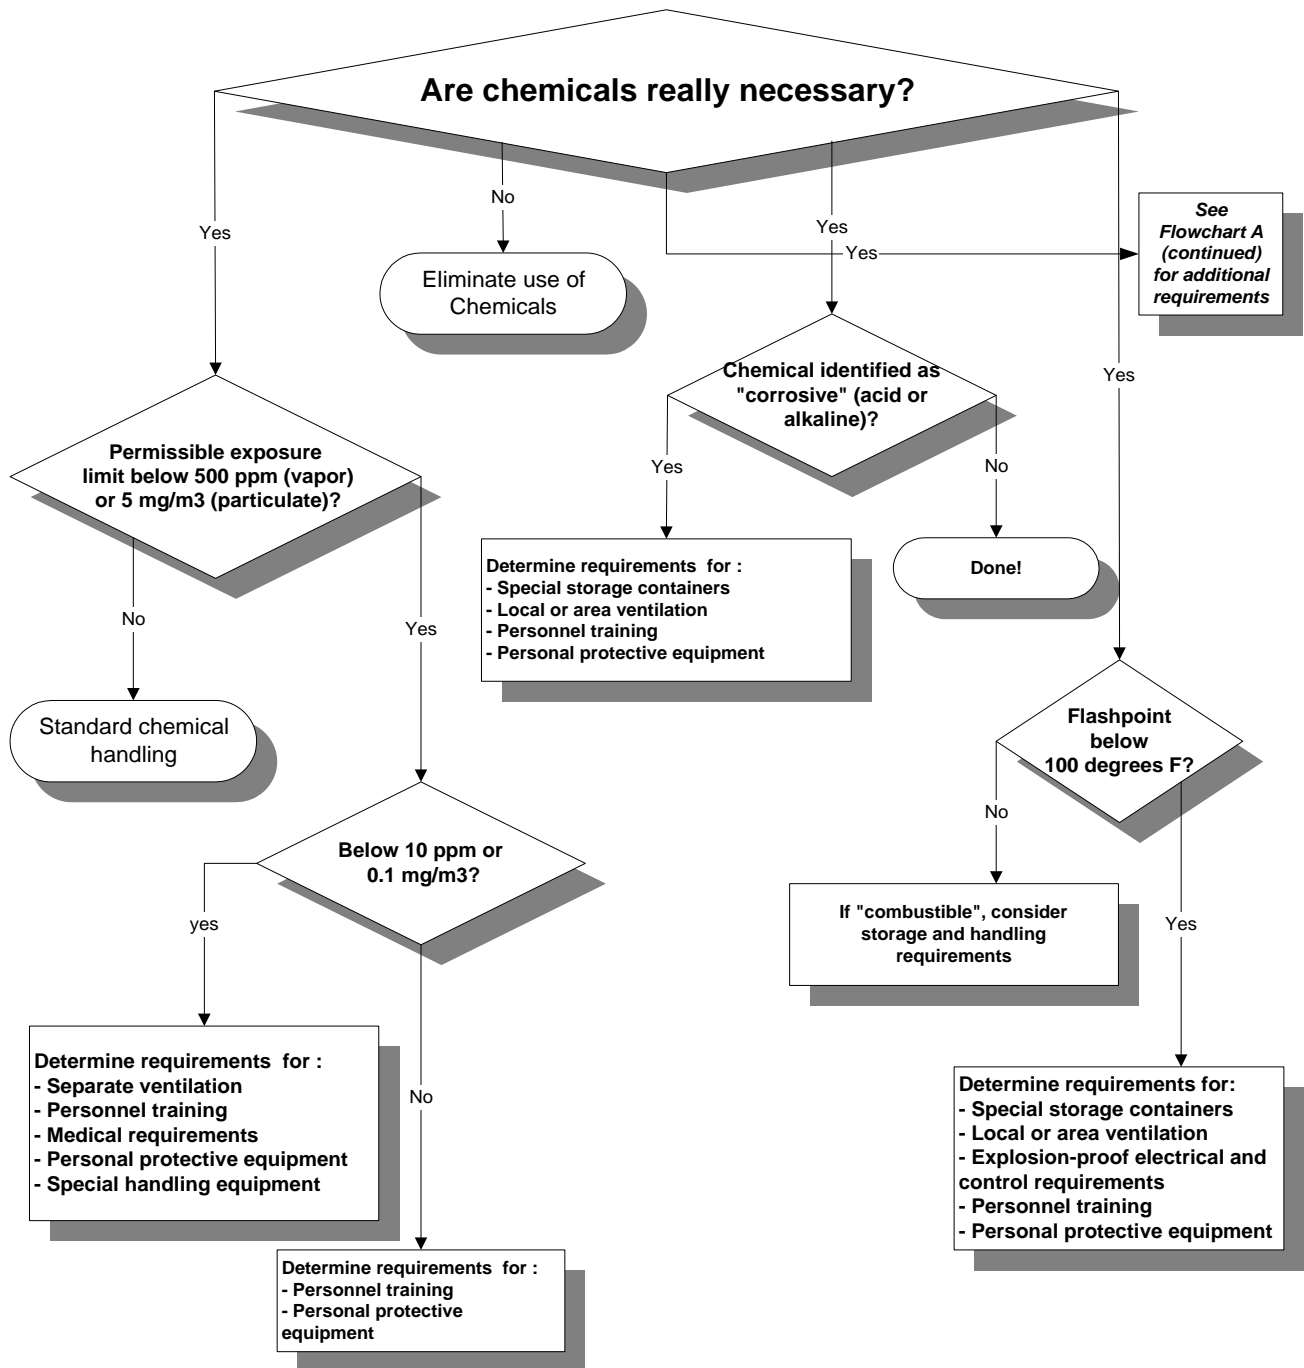 Are chemicals really necessary?
No
Yes
Yes
Yes
Yes
See
Flowchart A
(continued)
for additional
requirements
Eliminate use of
Chemicals
Chemical identified as
"corrosive" (acid or
alkaline)?
Permissible exposure
limit below 500 ppm (vapor)
or 5 mg/m3 (particulate)?
Yes
No
Determine requirements  for :
- Special storage containers
- Local or area ventilation
- Personnel training
- Personal protective equipment
Done!
No
Yes
Standard chemical
handling
Flashpoint
below
100 degrees F?
No
Yes
Below 10 ppm or
0.1 mg/m3?
If "combustible", consider
storage and handling
requirements
yes
No
Determine requirements  for :
- Separate ventilation
- Personnel training
- Medical requirements
- Personal protective equipment
- Special handling equipment
Determine requirements for:
- Special storage containers
- Local or area ventilation
- Explosion-proof electrical and
control requirements
- Personnel training
- Personal protective equipment
Determine requirements  for :
- Personnel training
- Personal protective
equipment